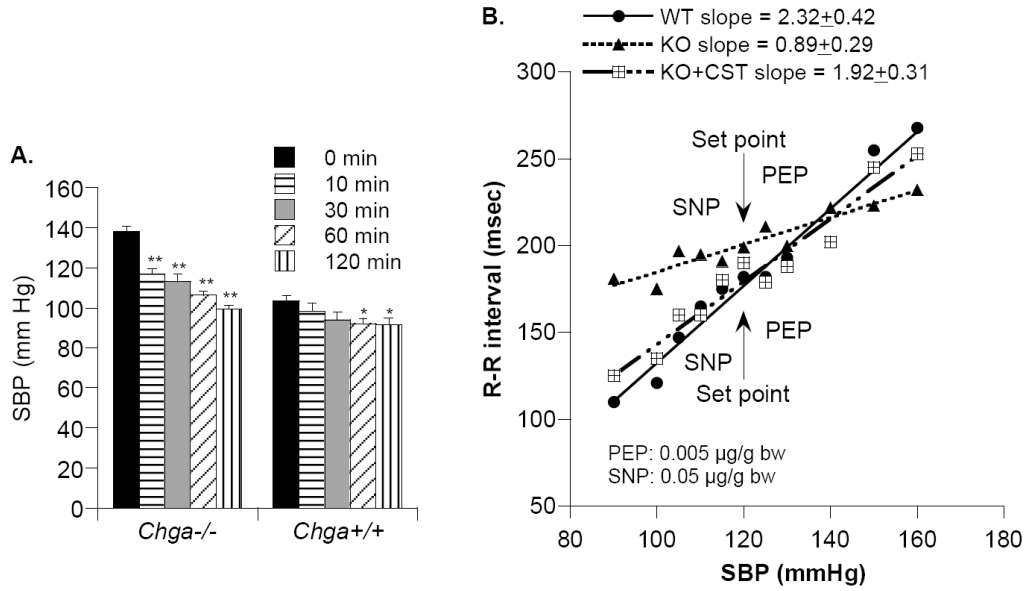 A.
0 min
10 min
30 min
60 min
120 min
SBP (mm Hg)
160
140
120
100
80
60
40
20
0
**
**
**
**
*
*
Chga-/-
Chga+/+
B.
WT slope = 2.32±0.42
KO slope = 0.89±0.29
KO+CST slope = 1.92±0.31
R-R interval (msec)
300
250
200
150
100
50
Set point
PEP
SNP
PEP
SNP
Set point
PEP: 0.005 µg/g bw
SNP: 0.05 µg/g bw
80 100 120 140 160 180
SBP (mmHg)